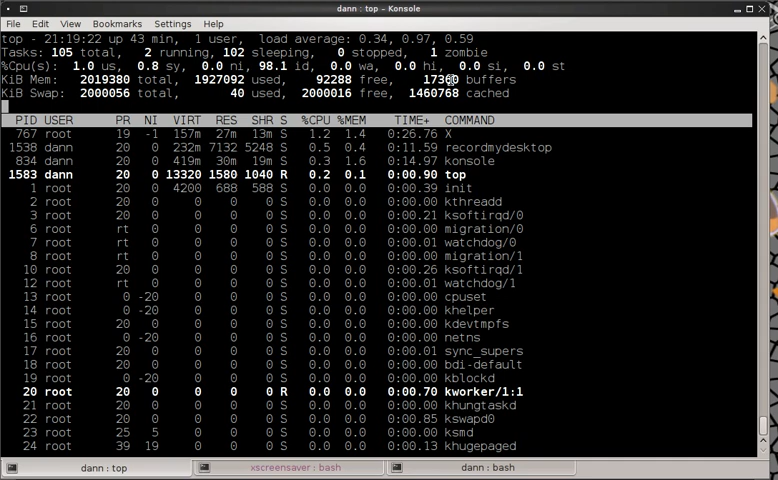 dann : top - Konsole
File Edit View Bookmarks Settings Help
top - 21:19:22 up 43 min, 1 user, load average: 0.34, 0.97, 0.59
Tasks: 105 total, 2 running, 102 sleeping, 0 stopped, 1 zombie
%Cpu(s): 1.0 us, 0.8 sy, 0.0 ni, 98.1 id, 0.0 wa, 0.0 hi, 0.0 si, 0.0 st
KiB Mem: 2019380 total, 1927092 used, 92288 free, 17360 buffers
KiB Swap: 2000056 total, 40 used, 2000016 free, 1460768 cached
PID USER PR NI VIRT RES SHR S %CPU %MEM TIME+ COMMAND
767 root 19 -1 157m 27m 13m S 1.2 1.4 0:26.76 X
1538 dann 20 0 232m 7132 5248 S 0.5 0.4 0:11.59 recordmydesktop
834 dann 20 0 419m 30m 19m S 0.3 1.6 0:14.97 konsole
1583 dann 20 0 13320 1580 1040 R 0.2 0.1 0:00.90 top
1 root 20 0 4200 688 588 S 0.0 0.0 0:00.39 init
2 root 20 0 0 0 0 S 0.0 0.0 0:00.00 kthreadd
3 root 20 0 0 0 0 S 0.0 0.0 0:00.21 ksoftirqd/0
6 root rt 0 0 0 0 S 0.0 0.0 0:00.00 migration/0
7 root rt 0 0 0 0 S 0.0 0.0 0:00.01 watchdog/0
8 root rt 0 0 0 0 S 0.0 0.0 0:00.00 migration/1
10 root 20 0 0 0 0 S 0.0 0.0 0:00.26 ksoftirqd/1
12 root rt 0 0 0 0 S 0.0 0.0 0:00.01 watchdog/1
13 root 0 -20 0 0 0 S 0.0 0.0 0:00.00 cpuset
14 root 0 -20 0 0 0 S 0.0 0.0 0:00.00 khelper
15 root 20 0 0 0 0 S 0.0 0.0 0:00.00 kdevtmpfs
16 root 0 -20 0 0 0 S 0.0 0.0 0:00.00 netns
17 root 20 0 0 0 0 S 0.0 0.0 0:00.01 sync_supers
18 root 20 0 0 0 0 S 0.0 0.0 0:00.00 bdi-default
19 root 0 -20 0 0 0 S 0.0 0.0 0:00.00 kblockd
20 root 20 0 0 0 0 R 0.0 0.0 0:00.70 kworker/1:1
21 root 20 0 0 0 0 S 0.0 0.0 0:00.00 khungtaskd
22 root 20 0 0 0 0 S 0.0 0.0 0:00.85 kswapd0
23 root 25 5 0 0 0 S 0.0 0.0 0:00.00 ksmd
24 root 39 19 0 0 0 S 0.0 0.0 0:00.13 khugepaged
dann : top
xscreensaver : bash
dann : bash